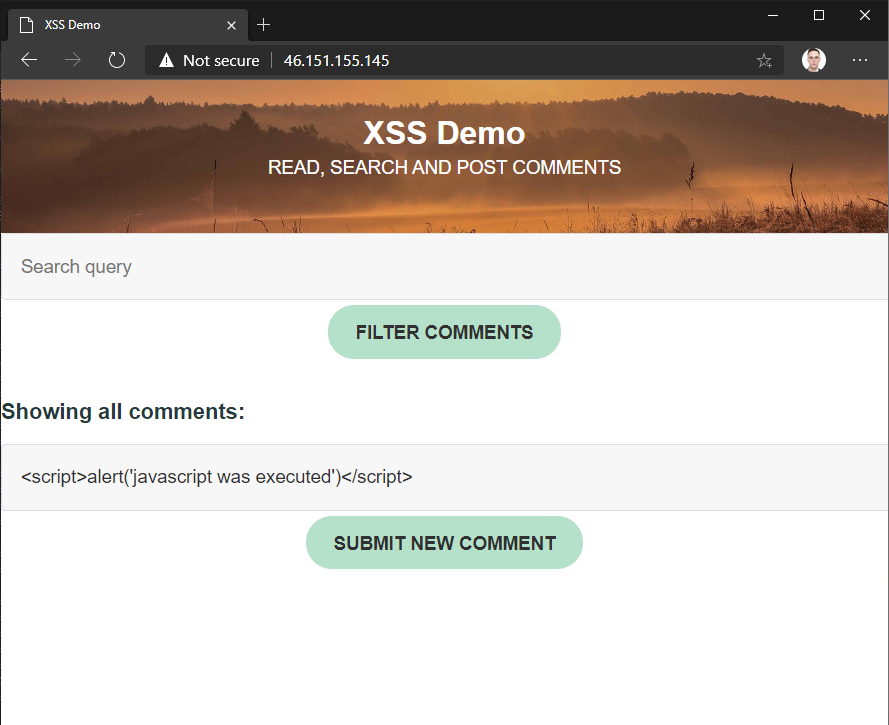 XSS Demo
Not secure 46.151.155.145
XSS Demo
READ, SEARCH AND POST COMMENTS
Search query
FILTER COMMENTS
Showing all comments:
<script>alert('javascript was executed')</script>
SUBMIT NEW COMMENT